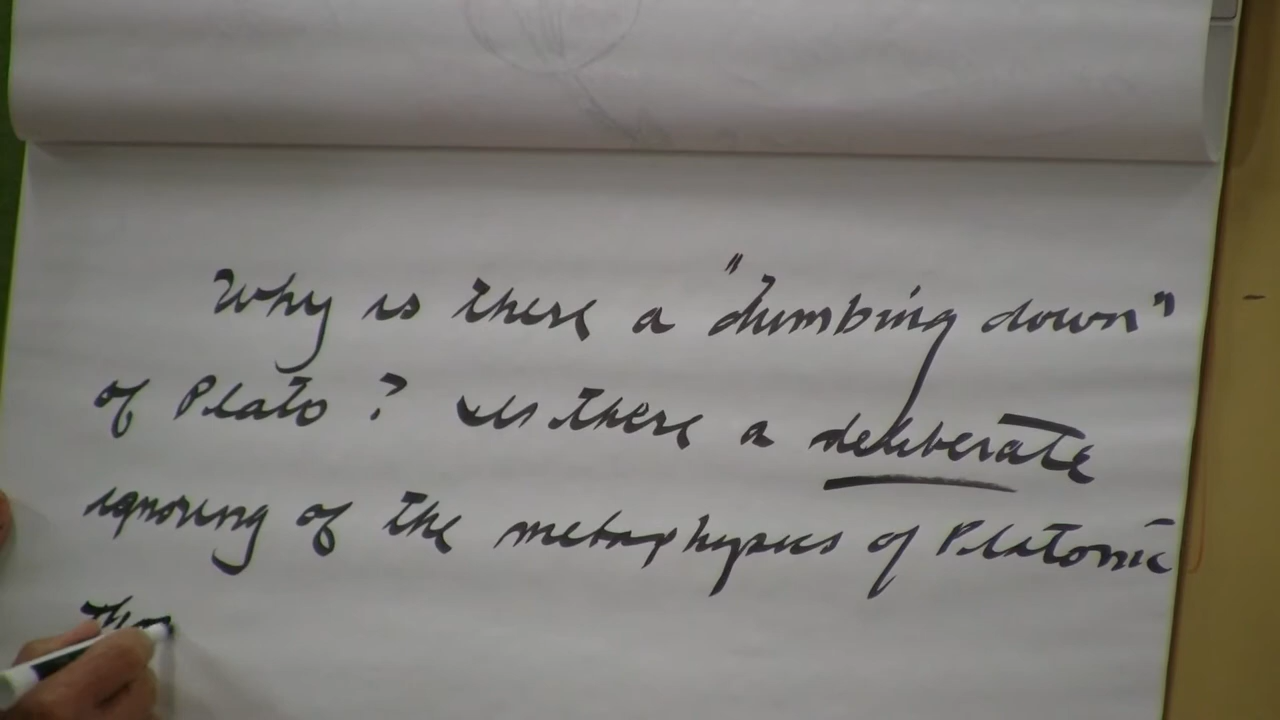 Why is there a "dumbing down"
of Plato? Is there a deliberate
ignoring of the metaphysics of Platonic